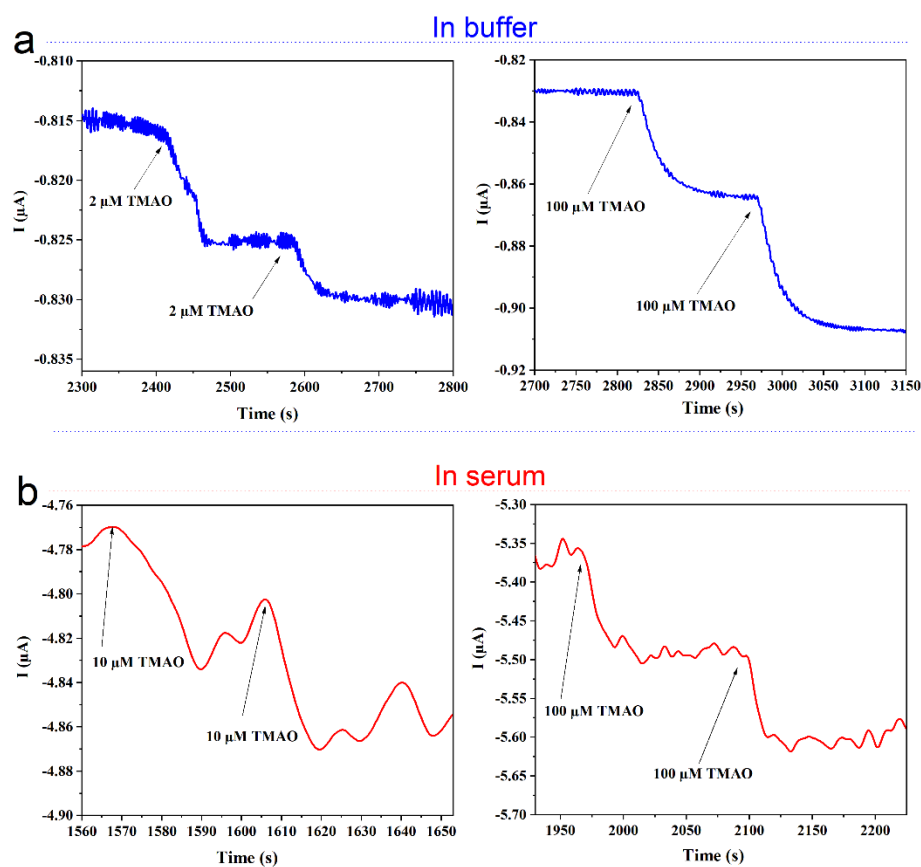 In buffer
a
-0.810
-0.815
-0.820
-0.825
-0.830
-0.835
I (µA)
2 µM TMAO
2 µM TMAO
2300 2400 2500 2600 2700 2800
Time (s)
-0.82
-0.84
-0.86
-0.88
-0.90
-0.92
I (µA)
100 µM TMAO
100 µM TMAO
2700 2750 2800 2850 2900 2950 3000 3050 3100 3150
Time (s)
In serum
b
-4.76
-4.78
-4.80
-4.82
-4.84
-4.86
-4.88
-4.90
I (µA)
10 µM TMAO
10 µM TMAO
1560 1570 1580 1590 1600 1610 1620 1630 1640 1650
Time (s)
-5.30
-5.35
-5.40
-5.45
-5.50
-5.55
-5.60
-5.65
-5.70
I (µA)
100 µM TMAO
100 µM TMAO
1950 2000 2050 2100 2150 2200
Time (s)